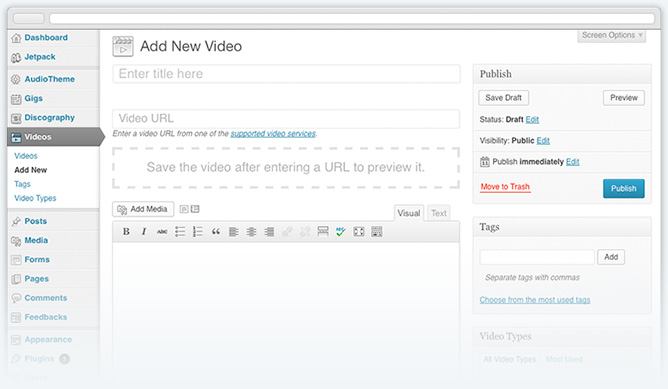 Screen Options
Dashboard
Jetpack
AudioTheme
Gigs
Discography
Videos
Videos
Add New
Tags
Video Types
Posts
Media
Forms
Pages
Comments
Feedbacks
Appearance
Plugins
Add New Video
Enter title here
Video URL
Enter a video URL from one of the supported video services.
Save the video after entering a URL to preview it.
Add Media
Visual
Text
B I ABC
Publish
Save Draft
Preview
Status: Draft Edit
Visibility: Public Edit
Publish immediately Edit
Move to Trash
Publish
Tags
Add
Separate tags with commas
Choose from the most used tags
Video Types
All Video Types
Most Used